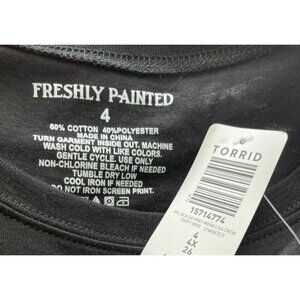 FRESHLY PAINTED
4
60% COTTON 40%POLYESTER
MADE IN CHINA
TURN GARMENT INSIDE OUT. MACHINE
WASH COLD WITH LIKE COLORS.
GENTLE CYCLE. USE ONLY
NON-CHLORINE BLEACH IF NEEDED
TUMBLE DRY LOW
COOL IRON IF NEEDED
DO NOT IRON SCREEN PRINT.
TORRID
15714774
4
4X
26